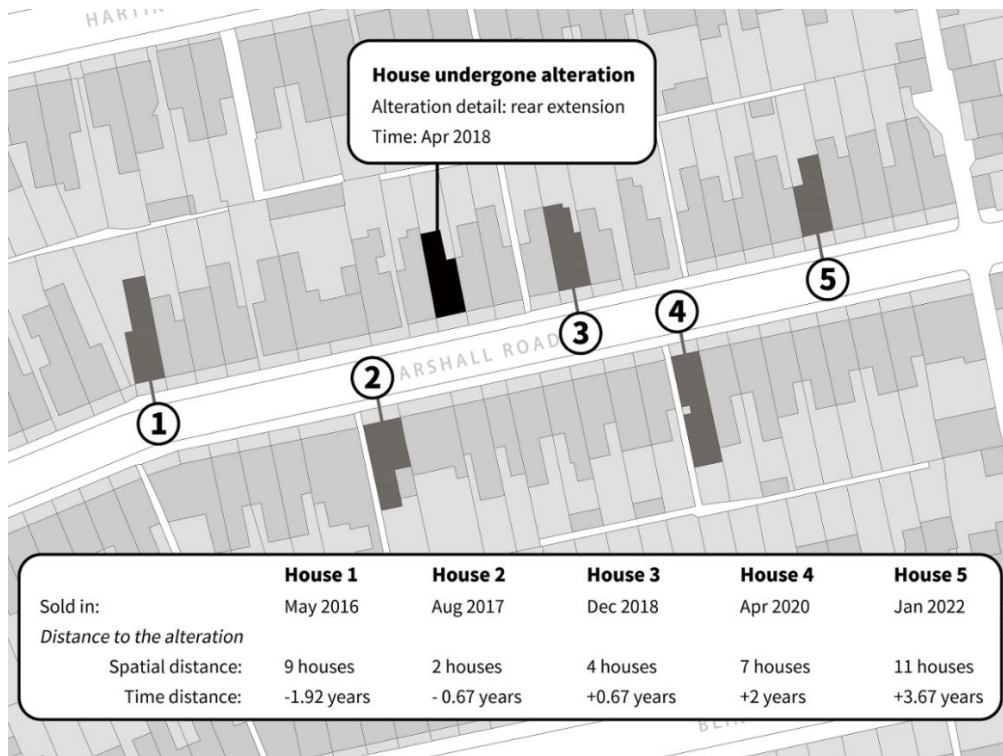 HARTIN
House undergone alteration
Alteration detail: rear extension
Time: Apr 2018
5
4
3
ARSHALL ROAD
2
1
House 1 House 2 House 3 House 4 House 5
Sold in: May 2016 Aug 2017 Dec 2018 Apr 2020 Jan 2022
Distance to the alteration
Spatial distance: 9 houses 2 houses 4 houses 7 houses 11 houses
Time distance: -1.92 years - 0.67 years +0.67 years +2 years +3.67 years